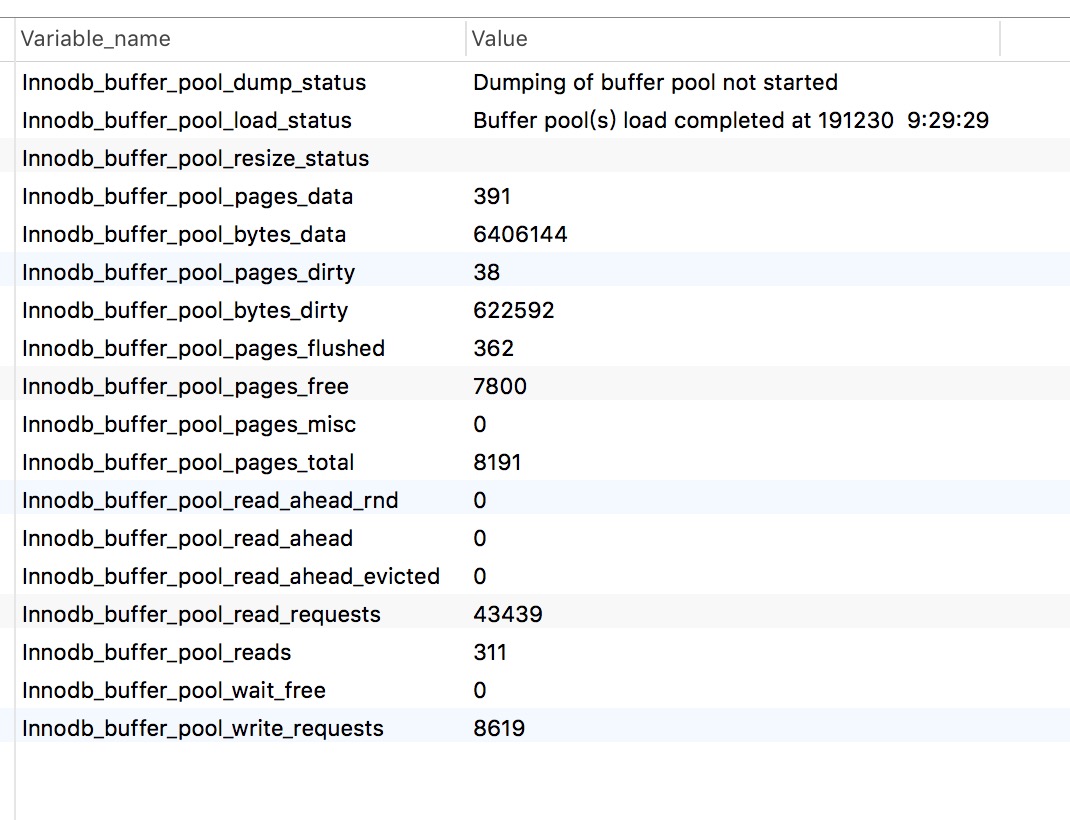 Variable_name Value
Innodb_buffer_pool_dump_status Dumping of buffer pool not started
Innodb_buffer_pool_load_status Buffer pool(s) load completed at 191230  9:29:29
Innodb_buffer_pool_resize_status
Innodb_buffer_pool_pages_data 391
Innodb_buffer_pool_bytes_data 6406144
Innodb_buffer_pool_pages_dirty 38
Innodb_buffer_pool_bytes_dirty 622592
Innodb_buffer_pool_pages_flushed 362
Innodb_buffer_pool_pages_free 7800
Innodb_buffer_pool_pages_misc 0
Innodb_buffer_pool_pages_total 8191
Innodb_buffer_pool_read_ahead_rnd 0
Innodb_buffer_pool_read_ahead 0
Innodb_buffer_pool_read_ahead_evicted 0
Innodb_buffer_pool_read_requests 43439
Innodb_buffer_pool_reads 311
Innodb_buffer_pool_wait_free 0
Innodb_buffer_pool_write_requests 8619